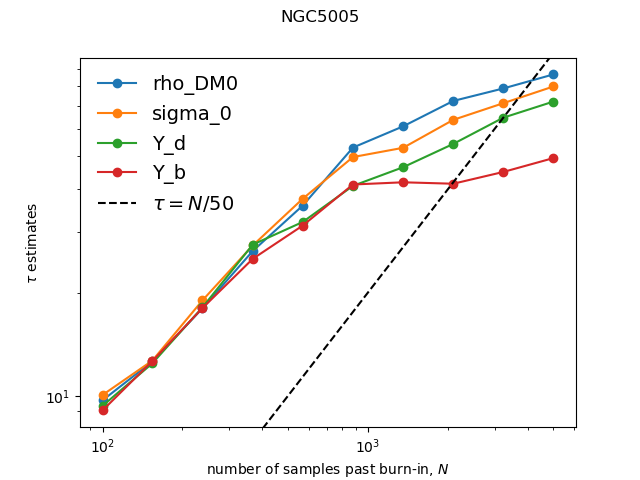 NGC5005
rho_DM0
sigma_0
Y_d
Y_b
τ = N/50
τ estimates
10¹
10² 10³
number of samples past burn-in, N